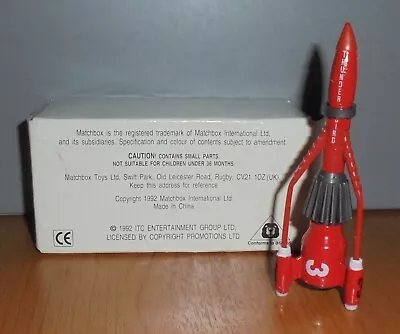 Matchbox is the registered trademark of Matchbox International Ltd,
and its subsidiaries. Specification and colour of contents subject to amendment.
CAUTION: CONTAINS SMALL PARTS.
NOT SUITABLE FOR CHILDREN UNDER 36 MONTHS
Matchbox Toys Ltd, Swift Park, Old Leicester Road, Rugby, CV21 1DZ (UK)
Keep this address for reference.
Copyright 1992 Matchbox International Ltd.
Made in China
CE
© 1992 ITC ENTERTAINMENT GROUP LTD.
LICENSED BY COPYRIGHT PROMOTIONS LTD.
Conforms to
THUNDERBIRD
3